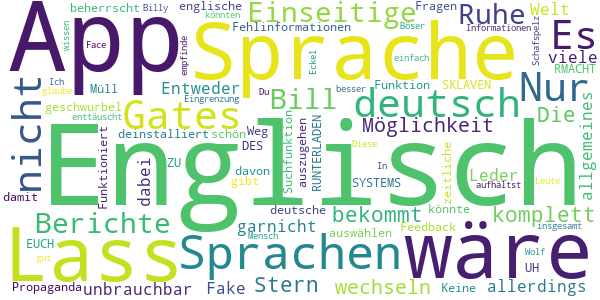 App
Sprache
Englisch
Lass
wäre
Sprachen
deutsch
nicht
Gates
Einseitige
Bill
Nur
Es
Ruhe
Berichte
beherrscht
Billy
englische
könnten
Fragen
Böser
Informationen
Welt
viele
Schafspelz
RMACHT
wissen
Face
empfinde
Fehlinformationen
Eckel
einfach
Ich
glaube
Müll
Entweder
Du
besser
Funktion
SKLAVEN
Eingrenzung
geschwurbel
enttäuscht
Die
allgemeines
Funktioniert
deinstalliert
schön
Weg
DES
Suchfunktion
auszugehen
RUNTERLADEN
Möglichkeit
Diese
zeitliche
ZU
davon
gibt
In
SYSTEMS
Leder
aufhältst
Leute
damit
dabei
EUCH
gut
garnicht
Mensch
deutsche
bekommt
könnte
komplett
auswählen
Feedback
insgesamt
Wolf
UH
Propaganda
unbrauchbar
Fake
Stern
wechseln
Keine
allerdings